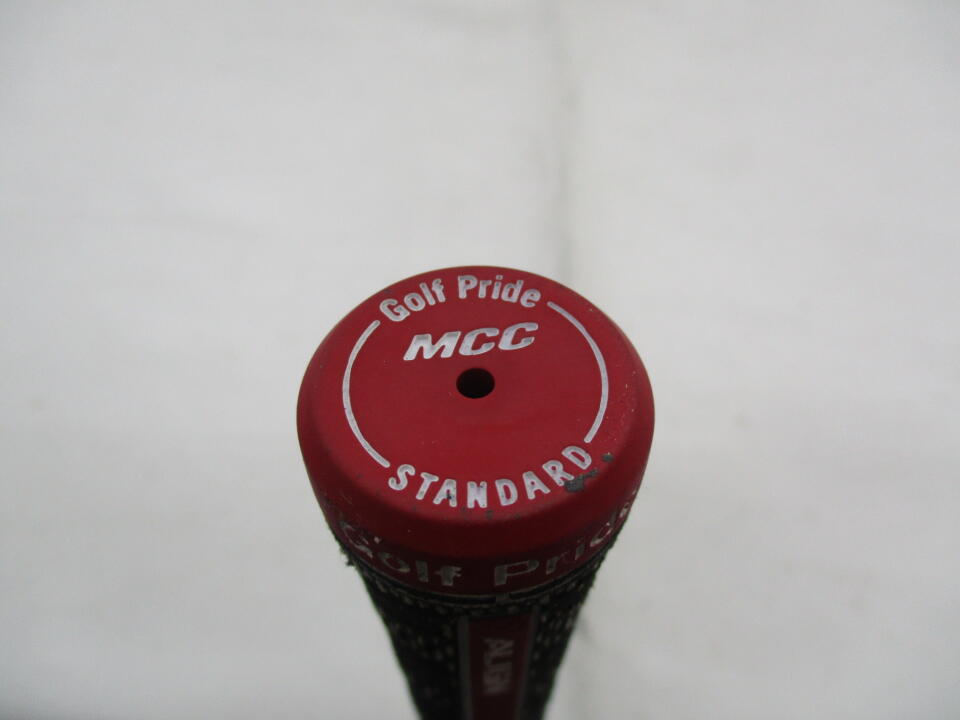 Golf Pride
MCC
STANDARD
Golf Pride
ALIGN